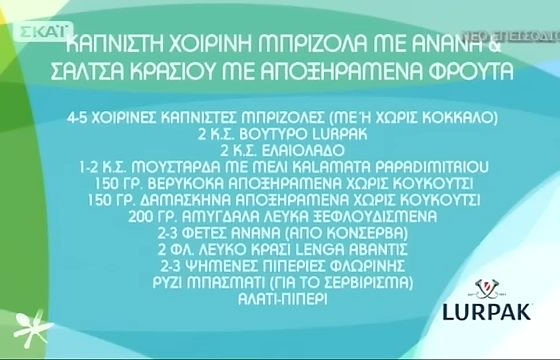 ΣΚΑΪ
ΝΕΟ ΕΠΕΙΣΟΔΙΟ
ΚΑΠΝΙΣΤΗ ΧΟΙΡΙΝΗ ΜΠΡΙΖΟΛΑ ΜΕ ΑΝΑΝΑ &
ΣΑΛΤΣΑ ΚΡΑΣΙΟΥ ΜΕ ΑΠΟΞΗΡΑΜΕΝΑ ΦΡΟΥΤΑ
4-5 ΧΟΙΡΙΝΕΣ ΚΑΠΝΙΣΤΕΣ ΜΠΡΙΖΟΛΕΣ (ΜΕ Ή ΧΩΡΙΣ ΚΟΚΚΑΛΟ)
2 Κ.Σ. ΒΟΥΤΥΡΟ LURPAK
2 Κ.Σ. ΕΛΑΙΟΛΑΔΟ
1-2 Κ.Σ. ΜΟΥΣΤΑΡΔΑ ΜΕ ΜΕΛΙ KALAMATA PAPADIMITRIOU
150 ΓΡ. ΒΕΡΥΚΟΚΑ ΑΠΟΞΗΡΑΜΕΝΑ ΧΩΡΙΣ ΚΟΥΚΟΥΤΣΙ
150 ΓΡ. ΔΑΜΑΣΚΗΝΑ ΑΠΟΞΗΡΑΜΕΝΑ ΧΩΡΙΣ ΚΟΥΚΟΥΤΣΙ
200 ΓΡ. ΑΜΥΓΔΑΛΑ ΛΕΥΚΑ ΞΕΦΛΟΥΔΙΣΜΕΝΑ
2-3 ΦΕΤΕΣ ΑΝΑΝΑ (ΑΠΟ ΚΟΝΣΕΡΒΑ)
2 ΦΛ. ΛΕΥΚΟ ΚΡΑΣΙ LENGA ΑΒΑΝΤΙΣ
2-3 ΨΗΜΕΝΕΣ ΠΙΠΕΡΙΕΣ ΦΛΩΡΙΝΗΣ
ΡΥΖΙ ΜΠΑΣΜΑΤΙ (ΓΙΑ ΤΟ ΣΕΡΒΙΡΙΣΜΑ)
ΑΛΑΤΙ-ΠΙΠΕΡΙ
LURPAK